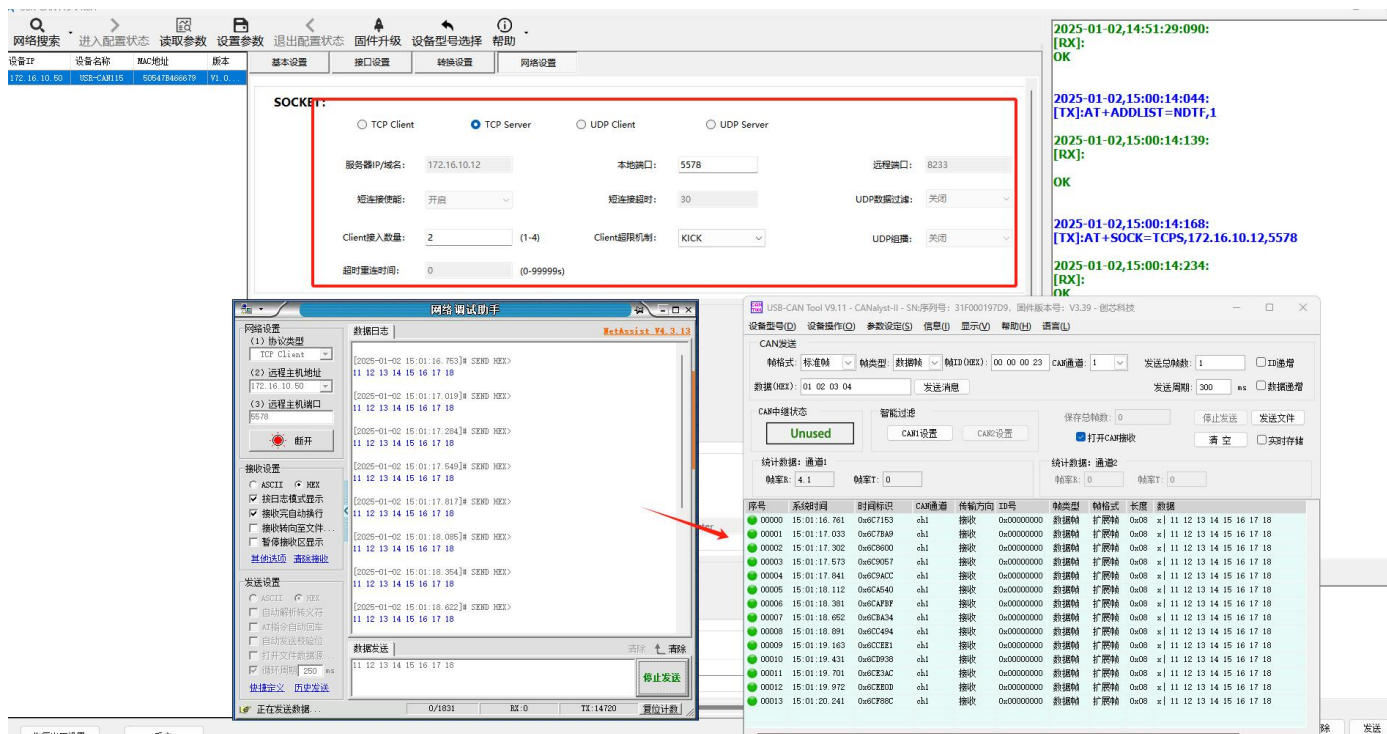 网络搜索 进入配置状态 读取参数 设置参数 退出配置状态 固件升级 设备型号选择 帮助
设备IP 设备名称 MAC地址 版本
172.16.10.50 USB-CAN115 50547B466679 V1.0...
基本设置 接口设置 转换设置 网络设置
SOCKET:
TCP Client TCP Server UDP Client UDP Server
服务器IP/域名: 172.16.10.12 本地端口: 5578 远程端口: 8233
短连接使能: 开启 短连接超时: 30 UDP数据过滤: 关闭
Client接入数量: 2 (1-4) Client超限机制: KICK UDP组播: 关闭
超时重连时间: 0 (0-99999s)
2025-01-02,14:51:29:090:
[RX]:
OK
2025-01-02,15:00:14:044:
[TX]:AT+ADDLIST=NDTF,1
2025-01-02,15:00:14:139:
[RX]:
OK
2025-01-02,15:00:14:168:
[TX]:AT+SOCK=TCPS,172.16.10.12,5578
2025-01-02,15:00:14:234:
[RX]:
OK
网络调试助手
网络设置
(1) 协议类型
TCP Client
(2) 远程主机地址
172.16.10.50
(3) 远程主机端口
5578
断开
接收设置
ASCII HEX
按日志模式显示
接收完自动换行
接收转向至文件...
暂停接收区显示
其他选项 清除接收
发送设置
ASCII HEX
自动解析转义符
AT指令自动回车
自动发送校验位
打开文件数据源...
循环周期 250 ms
快捷定义 历史发送
数据日志 NetAssist V4.3.13
[2025-01-02 15:01:16.753]# SEND HEX>
11 12 13 14 15 16 17 18
[2025-01-02 15:01:17.019]# SEND HEX>
11 12 13 14 15 16 17 18
[2025-01-02 15:01:17.284]# SEND HEX>
11 12 13 14 15 16 17 18
[2025-01-02 15:01:17.549]# SEND HEX>
11 12 13 14 15 16 17 18
[2025-01-02 15:01:17.817]# SEND HEX>
11 12 13 14 15 16 17 18
[2025-01-02 15:01:18.085]# SEND HEX>
11 12 13 14 15 16 17 18
[2025-01-02 15:01:18.354]# SEND HEX>
11 12 13 14 15 16 17 18
[2025-01-02 15:01:18.622]# SEND HEX>
11 12 13 14 15 16 17 18
数据发送 清除 清除
11 12 13 14 15 16 17 18
停止发送
正在发送数据... 0/1831 RX:0 TX:14720 复位计数
USB-CAN Tool V9.11 - CANalyst-II - SN:序列号: 31F000197D9, 固件版本号: V3.39 - 创芯科技
设备型号(D) 设备操作(O) 参数设定(S) 信息(I) 显示(V) 帮助(H) 语言(L)
CAN发送
帧格式: 标准帧 帧类型: 数据帧 帧ID(HEX): 00 00 00 23 CAN通道: 1 发送总帧数: 1 ID递增
数据(HEX): 01 02 03 04 发送消息 发送周期: 300 ms 数据递增
CAN中继状态 智能过滤 保存总帧数: 0 停止发送 发送文件
Unused CAN1设置 CAN2设置 打开CAN接收 清 空 实时存储
统计数据: 通道1 统计数据: 通道2
帧率R: 4.1 帧率T: 0 帧率R: 0 帧率T: 0
序号 系统时间 时间标识 CAN通道 传输方向 ID号 帧类型 帧格式 长度 数据
00000 15:01:16.761 0x6C7153 ch1 接收 0x00000000 数据帧 扩展帧 0x08 x| 11 12 13 14 15 16 17 18
00001 15:01:17.033 0x6C7BA9 ch1 接收 0x00000000 数据帧 扩展帧 0x08 x| 11 12 13 14 15 16 17 18
00002 15:01:17.302 0x6C8600 ch1 接收 0x00000000 数据帧 扩展帧 0x08 x| 11 12 13 14 15 16 17 18
00003 15:01:17.573 0x6C9057 ch1 接收 0x00000000 数据帧 扩展帧 0x08 x| 11 12 13 14 15 16 17 18
00004 15:01:17.841 0x6C9ACC ch1 接收 0x00000000 数据帧 扩展帧 0x08 x| 11 12 13 14 15 16 17 18
00005 15:01:18.112 0x6CA540 ch1 接收 0x00000000 数据帧 扩展帧 0x08 x| 11 12 13 14 15 16 17 18
00006 15:01:18.381 0x6CAFBF ch1 接收 0x00000000 数据帧 扩展帧 0x08 x| 11 12 13 14 15 16 17 18
00007 15:01:18.652 0x6CBA34 ch1 接收 0x00000000 数据帧 扩展帧 0x08 x| 11 12 13 14 15 16 17 18
00008 15:01:18.891 0x6CC494 ch1 接收 0x00000000 数据帧 扩展帧 0x08 x| 11 12 13 14 15 16 17 18
00009 15:01:19.163 0x6CCEE1 ch1 接收 0x00000000 数据帧 扩展帧 0x08 x| 11 12 13 14 15 16 17 18
00010 15:01:19.431 0x6CD938 ch1 接收 0x00000000 数据帧 扩展帧 0x08 x| 11 12 13 14 15 16 17 18
00011 15:01:19.701 0x6CE3AC ch1 接收 0x00000000 数据帧 扩展帧 0x08 x| 11 12 13 14 15 16 17 18
00012 15:01:19.972 0x6CEE0D ch1 接收 0x00000000 数据帧 扩展帧 0x08 x| 11 12 13 14 15 16 17 18
00013 15:01:20.241 0x6CF88C ch1 接收 0x00000000 数据帧 扩展帧 0x08 x| 11 12 13 14 15 16 17 18
发送